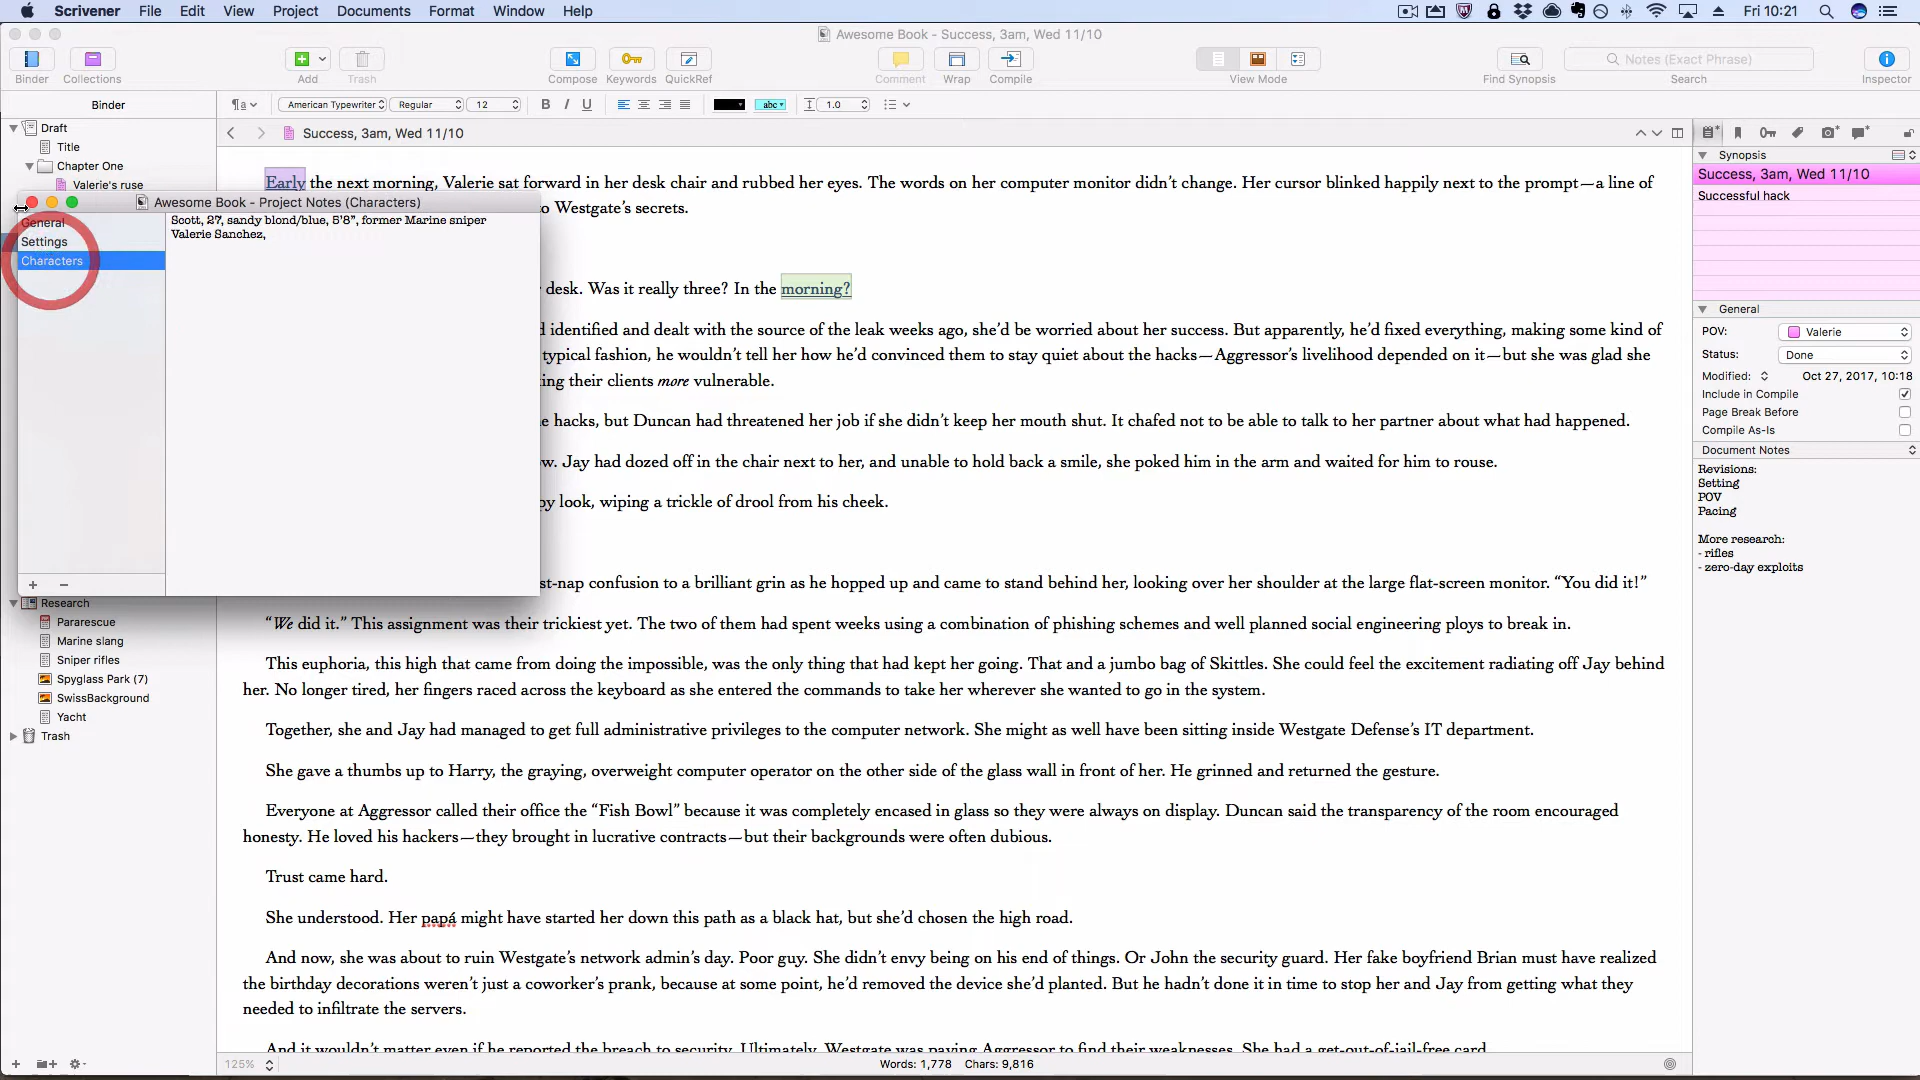 Scrivener File Edit View Project Documents Format Window Help Fri 10:21
Awesome Book - Success, 3am, Wed 11/10
Notes (Exact Phrase)
Binder Collections Add Trash Compose Keywords QuickRef Comment Wrap Compile View Mode Find Synopsis Search Inspector
Binder
American Typewriter Regular 12 B I U abc 1.0
Draft
Title
Chapter One
Valerie's ruse
Success, 3am, Wed 11/10
Early the next morning, Valerie sat forward in her desk chair and rubbed her eyes. The words on her computer monitor didn’t change. Her cursor blinked happily next to the prompt—a line of
o Westgate’s secrets.
desk. Was it really three? In the morning?
d identified and dealt with the source of the leak weeks ago, she’d be worried about her success. But apparently, he’d fixed everything, making some kind of
typical fashion, he wouldn’t tell her how he’d convinced them to stay quiet about the hacks—Aggressor’s livelihood depended on it—but she was glad she
ing their clients more vulnerable.
e hacks, but Duncan had threatened her job if she didn’t keep her mouth shut. It chafed not to be able to talk to her partner about what had happened.
ow. Jay had dozed off in the chair next to her, and unable to hold back a smile, she poked him in the arm and waited for him to rouse.
py look, wiping a trickle of drool from his cheek.
st-nap confusion to a brilliant grin as he hopped up and came to stand behind her, looking over her shoulder at the large flat-screen monitor. “You did it!”
“We did it.” This assignment was their trickiest yet. The two of them had spent weeks using a combination of phishing schemes and well planned social engineering ploys to break in.
This euphoria, this high that came from doing the impossible, was the only thing that had kept her going. That and a jumbo bag of Skittles. She could feel the excitement radiating off Jay behind
her. No longer tired, her fingers raced across the keyboard as she entered the commands to take her wherever she wanted to go in the system.
Together, she and Jay had managed to get full administrative privileges to the computer network. She might as well have been sitting inside Westgate Defense’s IT department.
She gave a thumbs up to Harry, the graying, overweight computer operator on the other side of the glass wall in front of her. He grinned and returned the gesture.
Everyone at Aggressor called their office the “Fish Bowl” because it was completely encased in glass so they were always on display. Duncan said the transparency of the room encouraged
honesty. He loved his hackers—they brought in lucrative contracts—but their backgrounds were often dubious.
Trust came hard.
She understood. Her papá might have started her down this path as a black hat, but she’d chosen the high road.
And now, she was about to ruin Westgate’s network admin’s day. Poor guy. She didn’t envy being on his end of things. Or John the security guard. Her fake boyfriend Brian must have realized
the birthday decorations weren’t just a coworker’s prank, because at some point, he’d removed the device she’d planted. But he hadn’t done it in time to stop her and Jay from getting what they
needed to infiltrate the servers.
And it wouldn’t matter even if he reported the breach to security. Ultimately, Westgate was paying Aggressor to find their weaknesses. She had a get-out-of-jail-free card.
Awesome Book - Project Notes (Characters)
General
Settings
Characters
Scott, 27, sandy blond/blue, 5’8”, former Marine sniper
Valerie Sanchez,
Research
Pararescue
Marine slang
Sniper rifles
Spyglass Park (7)
SwissBackground
Yacht
Trash
Synopsis
Success, 3am, Wed 11/10
Successful hack
General
POV: Valerie
Status: Done
Modified: Oct 27, 2017, 10:18
Include in Compile
Page Break Before
Compile As-Is
Document Notes
Revisions:
Setting
POV
Pacing
More research:
- rifles
- zero-day exploits
125% Words: 1,778 Chars: 9,816